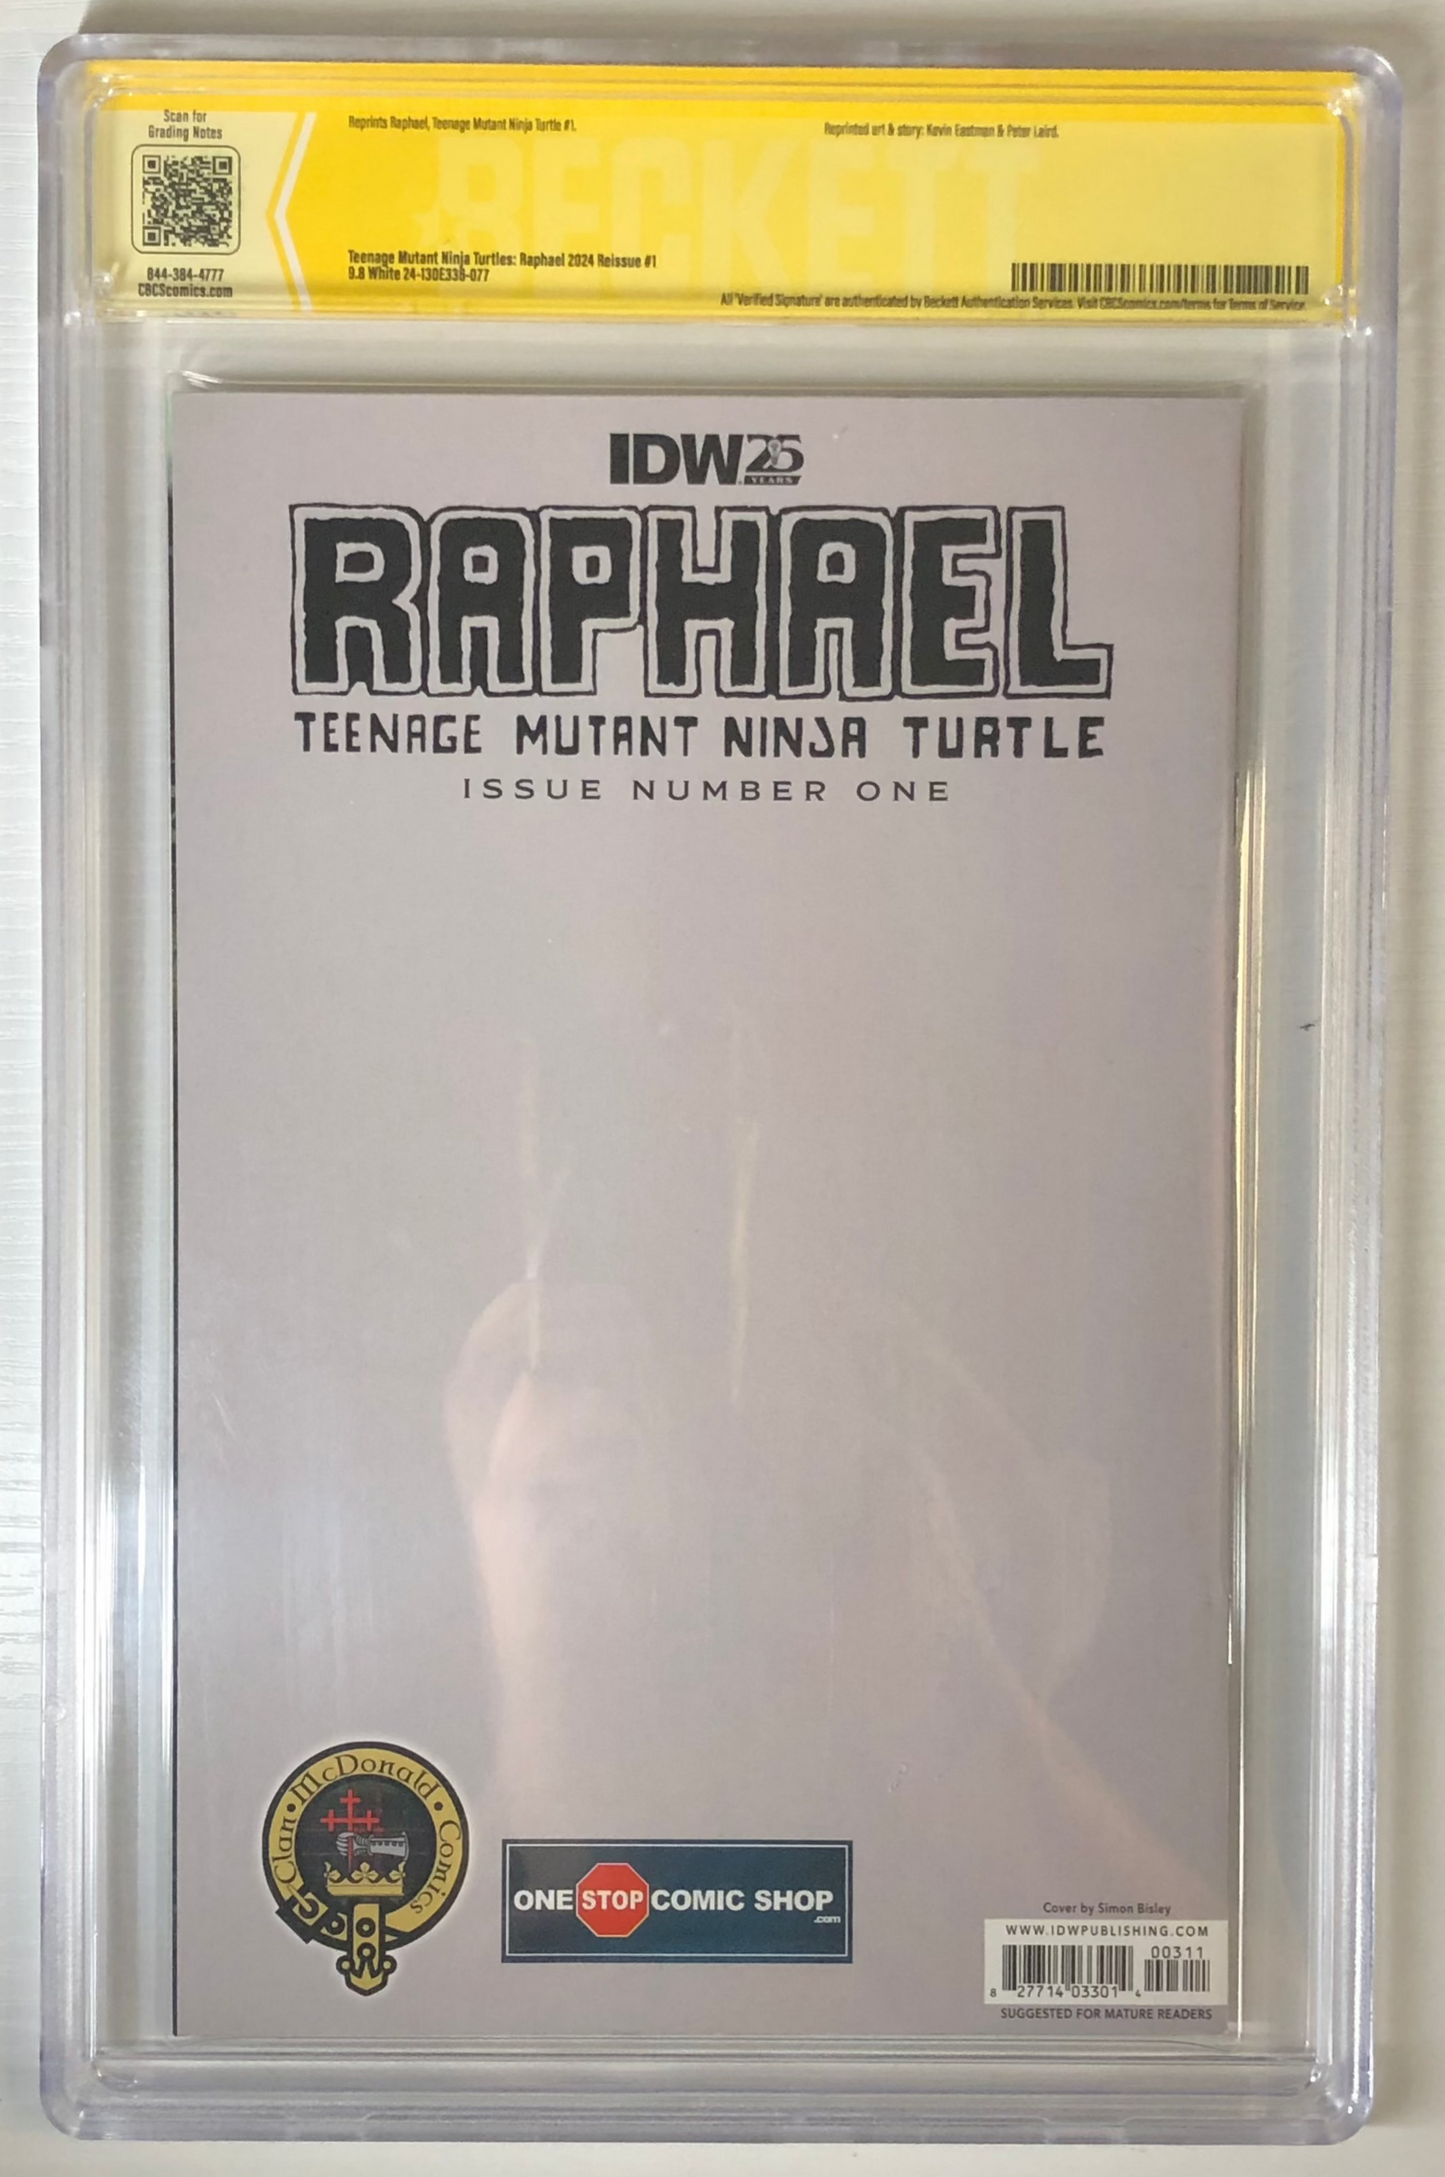 Scan for
Grading Notes
844-384-4777
CBCScomics.com
Reprints Raphael, Teenage Mutant Ninja Turtle #1.
Reprinted art & story: Kevin Eastman & Peter Laird.
BECKETT
Teenage Mutant Ninja Turtles: Raphael 2024 Reissue #1
9.8 White 24-130E338-077
All 'Verified Signature' are authenticated by Beckett Authentication Services. Visit CBCScomics.com/terms for Terms of Service.
IDW 25
YEARS
RAPHAEL
TEENAGE MUTANT NINJA TURTLE
ISSUE NUMBER ONE
Clan • McDonald • Comics
ONE STOP COMIC SHOP
.com
Cover by Simon Bisley
WWW.IDWPUBLISHING.COM
00311
8 27714 03301 4
SUGGESTED FOR MATURE READERS